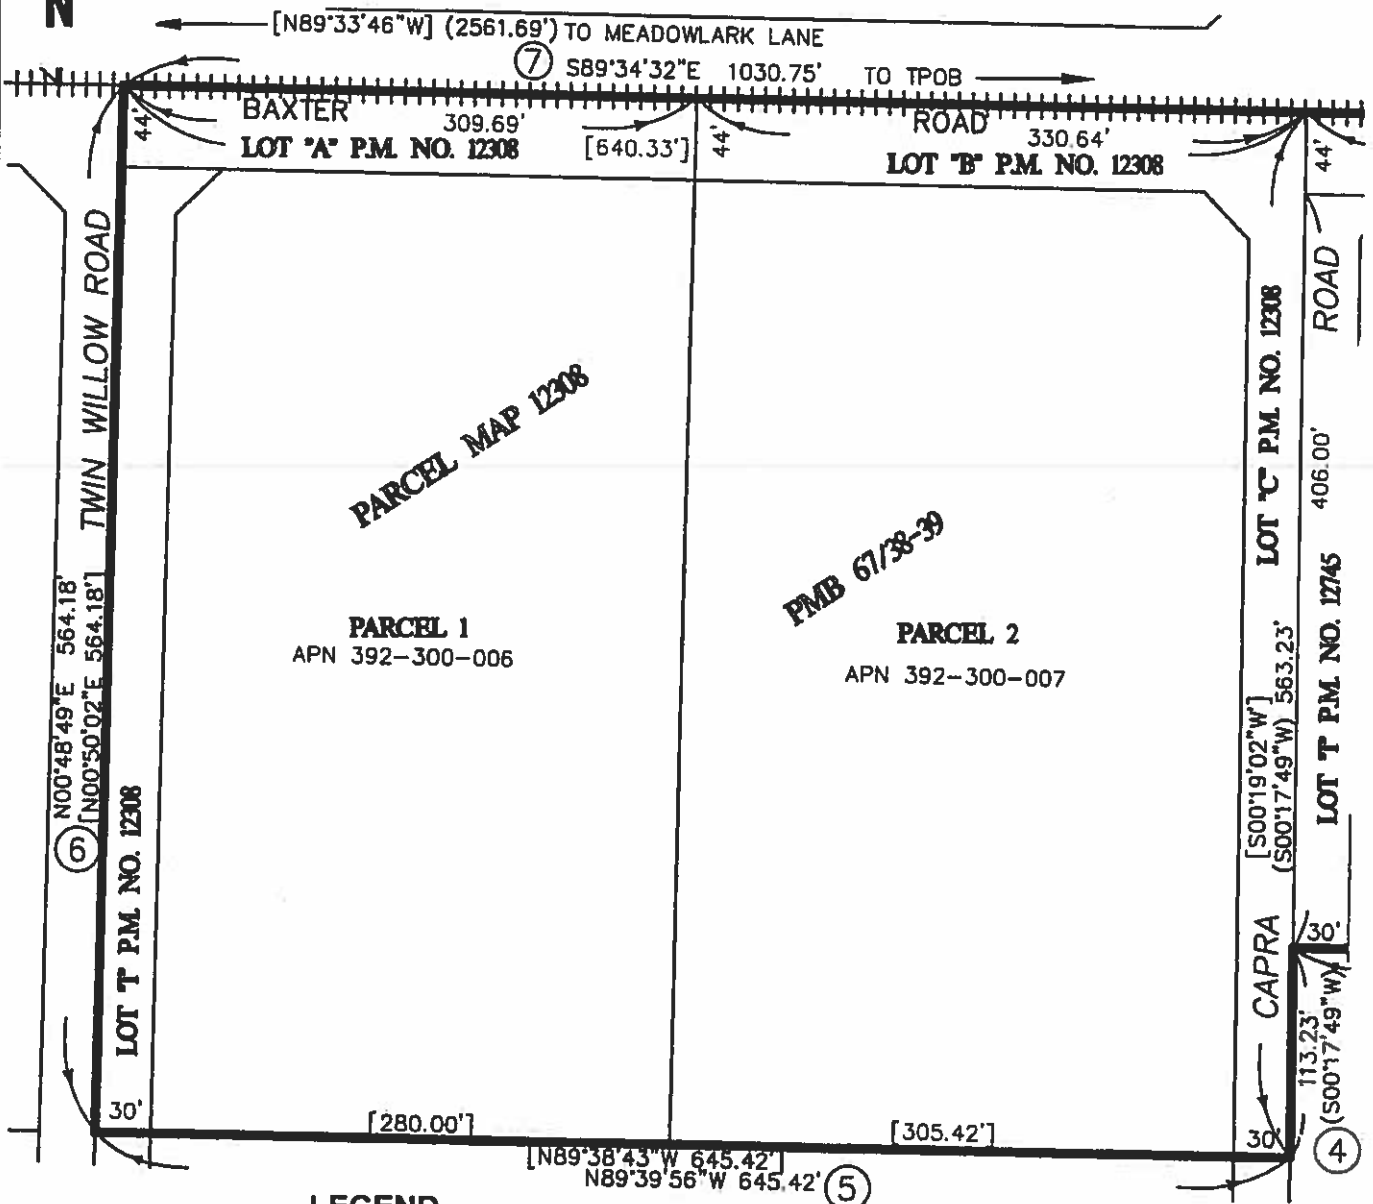 N
[N89°33'46"W] (2561.69') TO MEADOWLARK LANE
7 S89°34'32"E 1030.75' TO TPOB
BAXTER ROAD
44'
309.69'
[640.33']
44'
330.64'
44'
LOT "A" P.M. NO. 12308
LOT "B" P.M. NO. 12308
TWIN WILLOW ROAD
ROAD
LOT "C" P.M. NO. 12308
PARCEL MAP 12308
406.00'
PMB 67/38-39
N00°48'49"E 564.18'
[N00°50'02"E 564.18']
6
PARCEL 1
APN 392-300-006
PARCEL 2
APN 392-300-007
[S00°19'02"W]
(S00°17'49"W) 563.23'
P.M. NO. 12745
P.M. NO. 12308
CAPRA
30'
113.23'
(S00°17'49"W)
4
30'
[280.00']
[305.42']
30'
[N89°38'43"W 645.42']
N89°39'56"W 645.42'
5
LEGEND